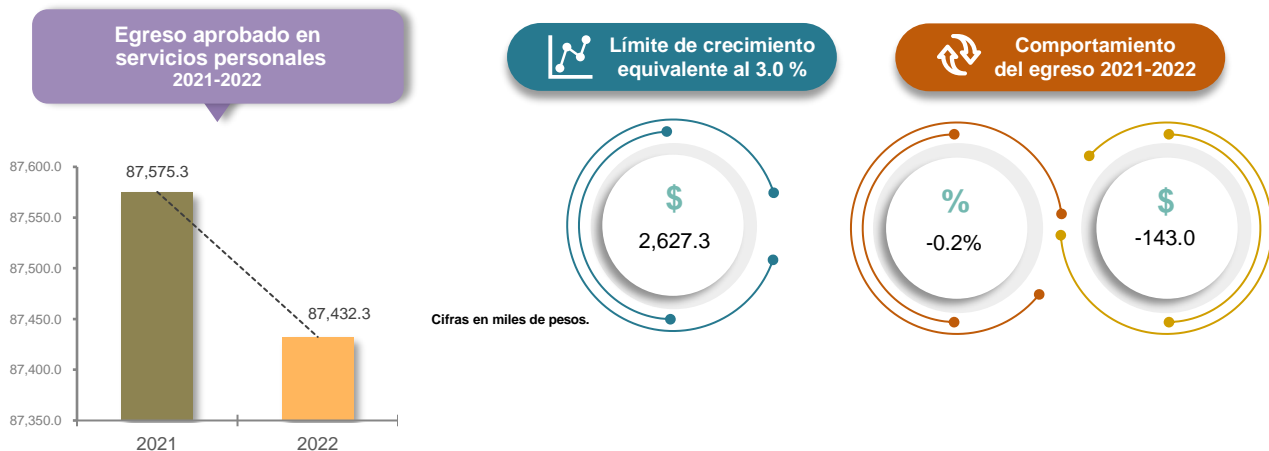 Egreso aprobado en
servicios personales
2021-2022
87,600.0
87,550.0
87,500.0
87,450.0
87,400.0
87,350.0
87,575.3
87,432.3
2021
2022
Cifras en miles de pesos.
Límite de crecimiento
equivalente al 3.0 %
$
2,627.3
Comportamiento
del egreso 2021-2022
%
-0.2%
$
-143.0